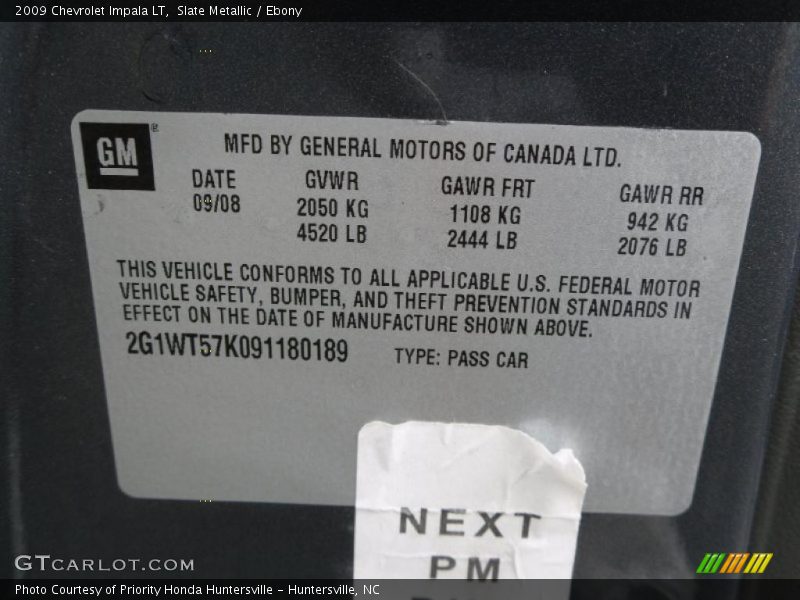 2009 Chevrolet Impala LT, Slate Metallic / Ebony
GM ®
MFD BY GENERAL MOTORS OF CANADA LTD.
DATE GVWR GAWR FRT GAWR RR
09/08 2050 KG 1108 KG 942 KG
4520 LB 2444 LB 2076 LB
THIS VEHICLE CONFORMS TO ALL APPLICABLE U.S. FEDERAL MOTOR
VEHICLE SAFETY, BUMPER, AND THEFT PREVENTION STANDARDS IN
EFFECT ON THE DATE OF MANUFACTURE SHOWN ABOVE.
2G1WT57K091180189 TYPE: PASS CAR
NEXT
PM
GTCARLOT.COM
Photo Courtesy of Priority Honda Huntersville - Huntersville, NC